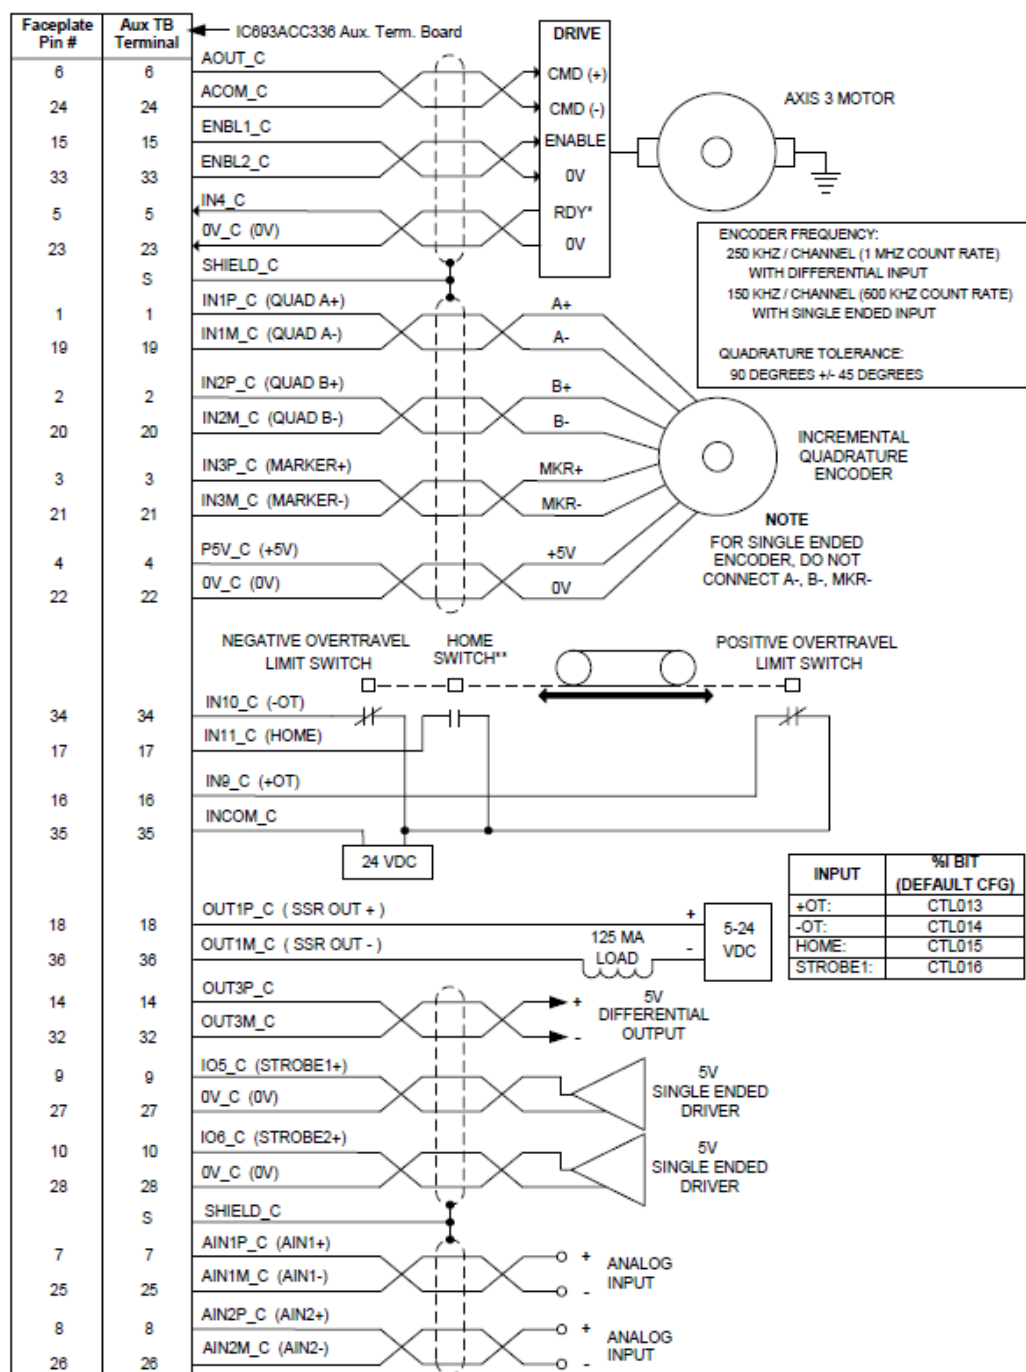 Faceplate Pin #
Aux TB Terminal
IC693ACC336 Aux. Term. Board
DRIVE
6 6 AOUT_C CMD (+)
24 24 ACOM_C CMD (-)
AXIS 3 MOTOR
15 15 ENBL1_C ENABLE
33 33 ENBL2_C 0V
5 5 IN4_C RDY*
23 23 0V_C (0V) 0V
S SHIELD_C
ENCODER FREQUENCY:
250 KHZ / CHANNEL (1 MHZ COUNT RATE)
WITH DIFFERENTIAL INPUT
150 KHZ / CHANNEL (600 KHZ COUNT RATE)
WITH SINGLE ENDED INPUT
QUADRATURE TOLERANCE:
90 DEGREES +/- 45 DEGREES
1 1 IN1P_C (QUAD A+) A+
19 19 IN1M_C (QUAD A-) A-
2 2 IN2P_C (QUAD B+) B+
20 20 IN2M_C (QUAD B-) B-
3 3 IN3P_C (MARKER+) MKR+
21 21 IN3M_C (MARKER-) MKR-
4 4 P5V_C (+5V) +5V
22 22 0V_C (0V) 0V
INCREMENTAL
QUADRATURE
ENCODER
NOTE
FOR SINGLE ENDED
ENCODER, DO NOT
CONNECT A-, B-, MKR-
NEGATIVE OVERTRAVEL
LIMIT SWITCH
HOME
SWITCH**
POSITIVE OVERTRAVEL
LIMIT SWITCH
34 34 IN10_C (-OT)
17 17 IN11_C (HOME)
16 16 IN9_C (+OT)
35 35 INCOM_C
24 VDC
INPUT %I BIT (DEFAULT CFG)
+OT: CTL013
-OT: CTL014
HOME: CTL015
STROBE1: CTL016
18 18 OUT1P_C ( SSR OUT + ) +
36 36 OUT1M_C ( SSR OUT - ) -
125 MA
LOAD
5-24
VDC
14 14 OUT3P_C +
32 32 OUT3M_C -
5V
DIFFERENTIAL
OUTPUT
9 9 IO5_C (STROBE1+)
27 27 0V_C (0V)
5V
SINGLE ENDED
DRIVER
10 10 IO6_C (STROBE2+)
28 28 0V_C (0V)
5V
SINGLE ENDED
DRIVER
S SHIELD_C
7 7 AIN1P_C (AIN1+) +
25 25 AIN1M_C (AIN1-) -
ANALOG
INPUT
8 8 AIN2P_C (AIN2+) +
26 26 AIN2M_C (AIN2-) -
ANALOG
INPUT